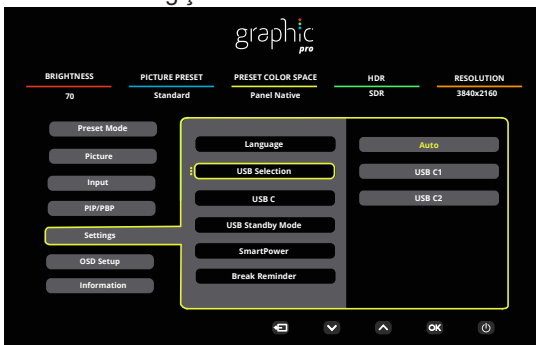 graphic
pro
BRIGHTNESS PICTURE PRESET PRESET COLOR SPACE HDR RESOLUTION
70 Standard Panel Native SDR 3840x2160
Preset Mode
Picture
Input
PIP/PBP
Settings
OSD Setup
Information
Language
USB Selection
USB C
USB Standby Mode
SmartPower
Break Reminder
Auto
USB C1
USB C2
OK